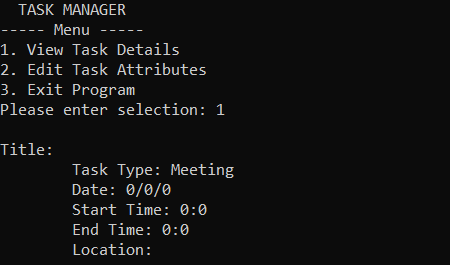 TASK MANAGER
----- Menu -----
1. View Task Details
2. Edit Task Attributes
3. Exit Program
Please enter selection: 1
Title:
Task Type: Meeting
Date: 0/0/0
Start Time: 0:0
End Time: 0:0
Location: